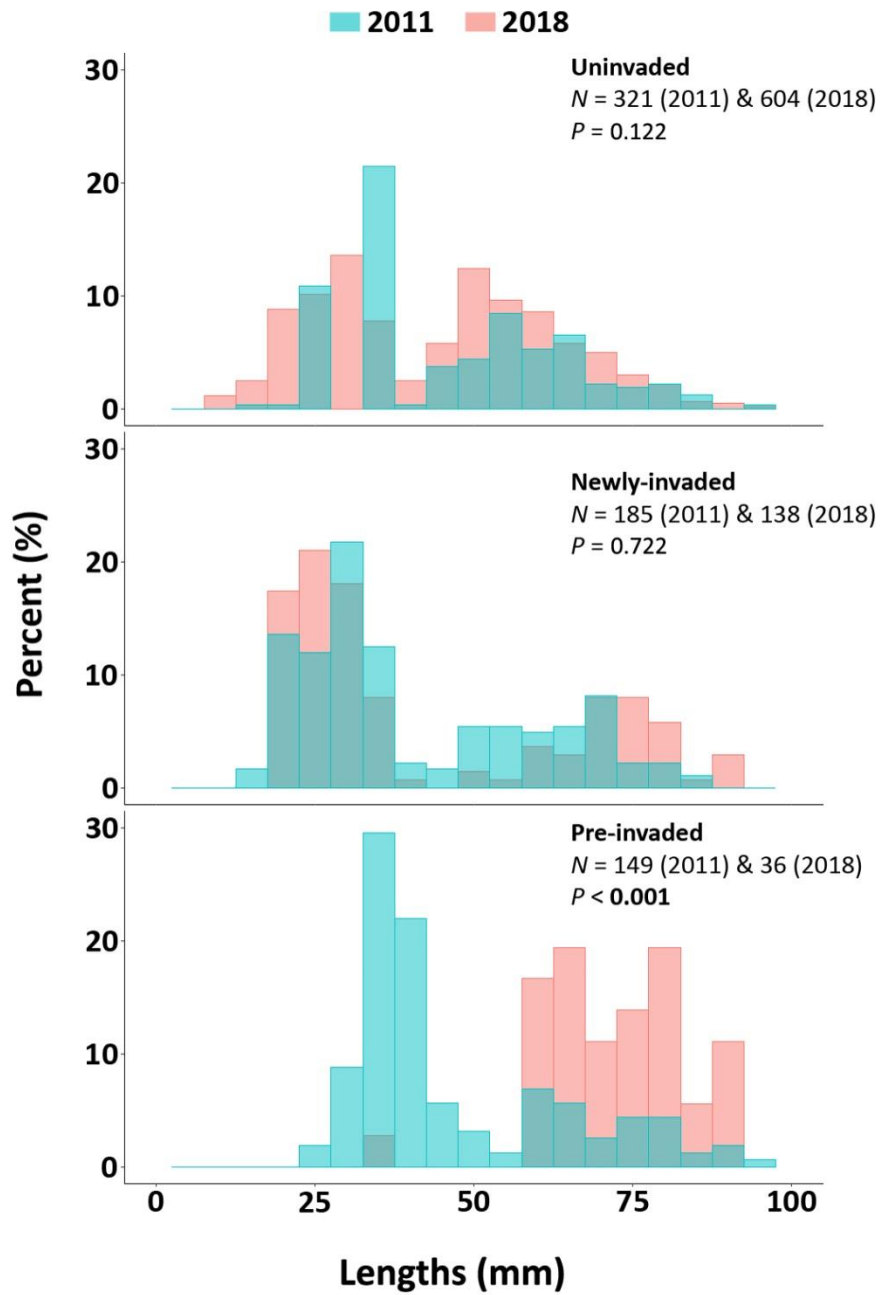 2011 2018
30
20
10
0
Uninvaded
N = 321 (2011) & 604 (2018)
P = 0.122
30
20
10
0
Newly-invaded
N = 185 (2011) & 138 (2018)
P = 0.722
30
20
10
0
Pre-invaded
N = 149 (2011) & 36 (2018)
P < 0.001
Percent (%)
0 25 50 75 100
Lengths (mm)